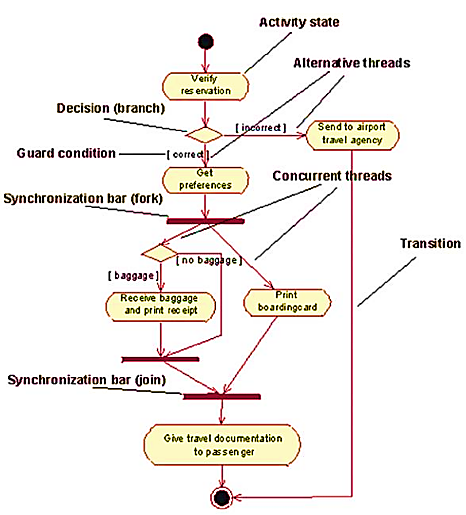 Activity state
Verify
reservation
Alternative threads
Decision (branch)
[ incorrect]
Send to airport
travel agency
Guard condition
[ correct]
Get
preferences
Concurrent threads
Synchronization bar (fork)
Transition
[ no baggage]
[ baggage]
Receive baggage
and print receipt
Print
boardingcard
Synchronization bar (join)
Give travel documentation
to passenger